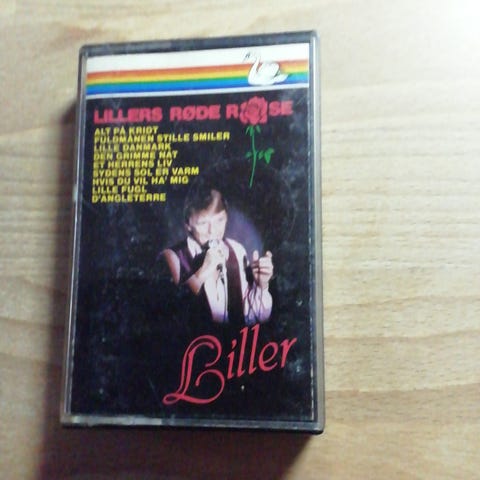 LILLERS RØDE ROSE
ALT PÅ KRIDT
FULDMÅNEN STILLE SMILER
LILLE DANMARK
DEN GRIMME NAT
ET HERRENS LIV
SYDENS SOL ER VARM
HVIS DU VIL HA' MIG
LILLE FUGL
D'ANGLETERRE
Liller